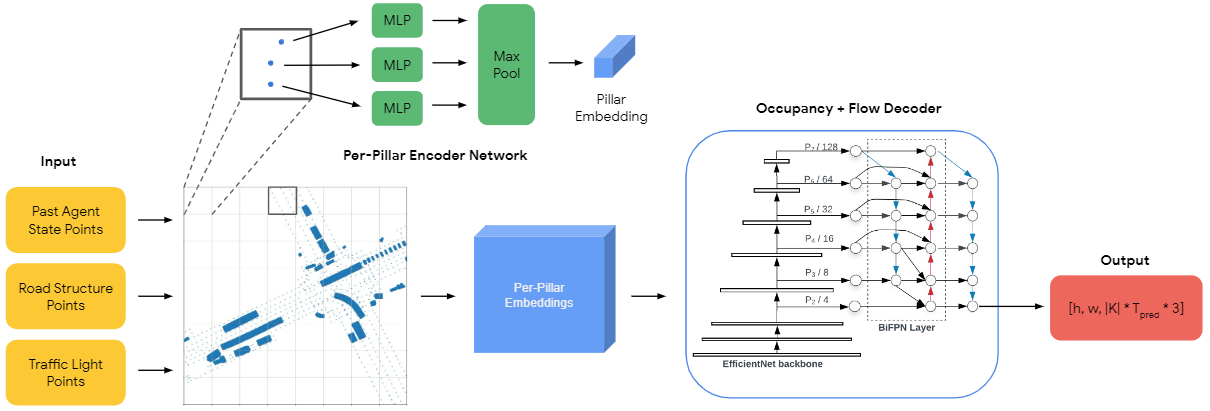 MLP
MLP
MLP
Max
Pool
Pillar
Embedding
Per-Pillar Encoder Network
Input
Past Agent
State Points
Road Structure
Points
Traffic Light
Points
Per-Pillar
Embeddings
Occupancy + Flow Decoder
P7 / 128
P6 / 64
P5 / 32
P4 / 16
P3 / 8
P2 / 4
BiFPN Layer
EfficientNet backbone
Output
[h, w, |K| * Tpred * 3]